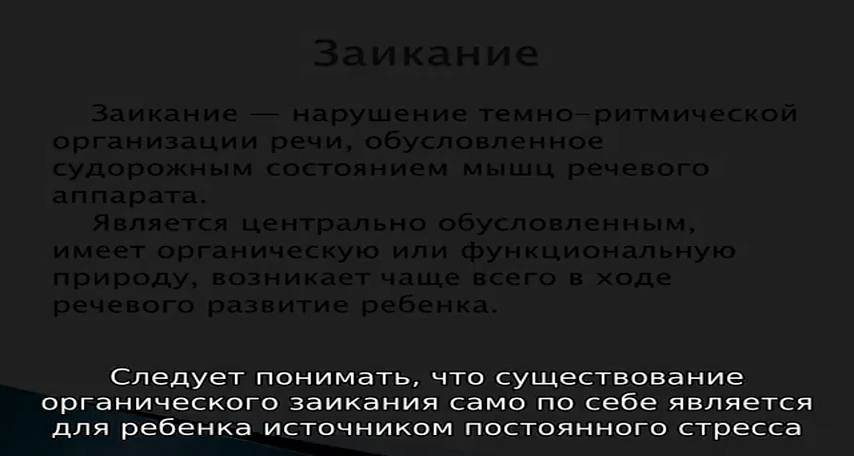 Заикание
Заикание — нарушение темно-ритмической
организации речи, обусловленное
судорожным состоянием мышц речевого
аппарата.
Является центрально обусловленным,
имеет органическую или функциональную
природу, возникает чаще всего в ходе
речевого развитие ребенка.
Следует понимать, что существование
органического заикания само по себе является
для ребенка источником постоянного стресса